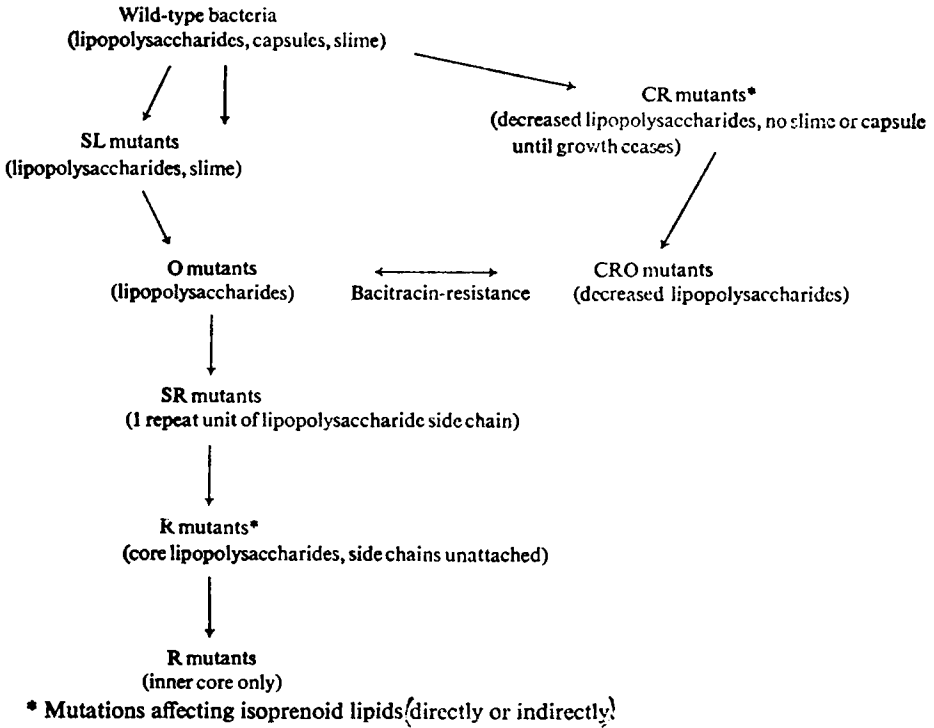 Wild-type bacteria
(lipopolysaccharides, capsules, slime)
CR mutants*
(decreased lipopolysaccharides, no slime or capsule
until growth ceases)
SL mutants
(lipopolysaccharides, slime)
O mutants
(lipopolysaccharides)
Bacitracin-resistance
CRO mutants
(decreased lipopolysaccharides)
SR mutants
(1 repeat unit of lipopolysaccharide side chain)
R mutants*
(core lipopolysaccharides, side chains unattached)
R mutants
(inner core only)
* Mutations affecting isoprenoid lipids (directly or indirectly).